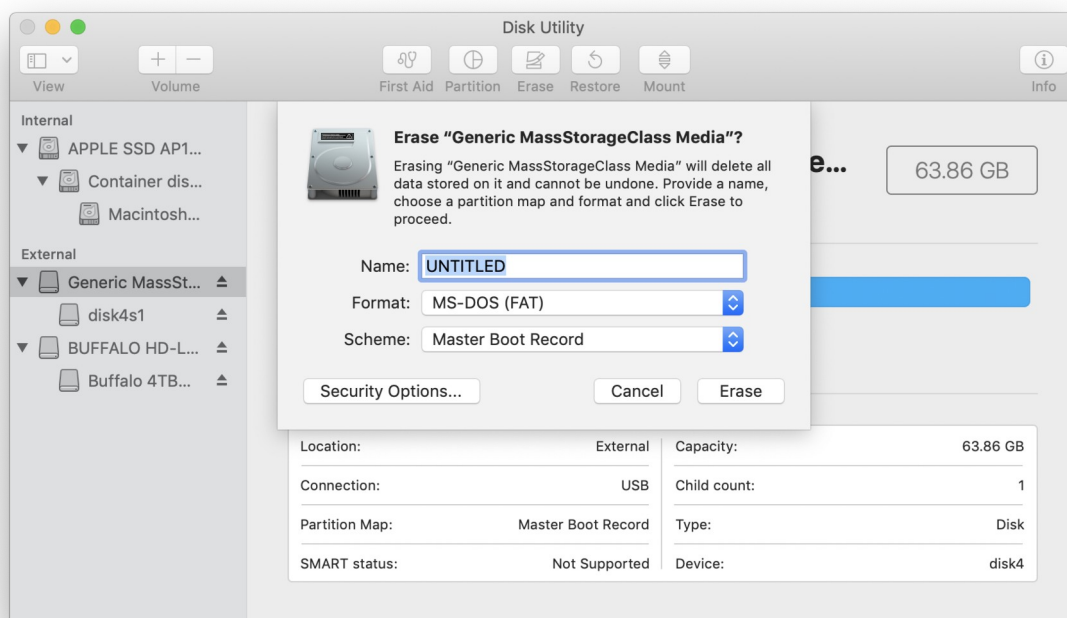 Disk Utility
View
Volume
First Aid
Partition
Erase
Restore
Mount
Info
Internal
APPLE SSD AP1...
Container dis...
Macintosh...
External
Generic MassSt...
disk4s1
BUFFALO HD-L...
Buffalo 4TB...
e...
63.86 GB
Erase “Generic MassStorageClass Media”?
Erasing “Generic MassStorageClass Media” will delete all
data stored on it and cannot be undone. Provide a name,
choose a partition map and format and click Erase to
proceed.
Name: UNTITLED
Format: MS-DOS (FAT)
Scheme: Master Boot Record
Security Options...
Cancel
Erase
Location: External
Capacity: 63.86 GB
Connection: USB
Child count: 1
Partition Map: Master Boot Record
Type: Disk
SMART status: Not Supported
Device: disk4